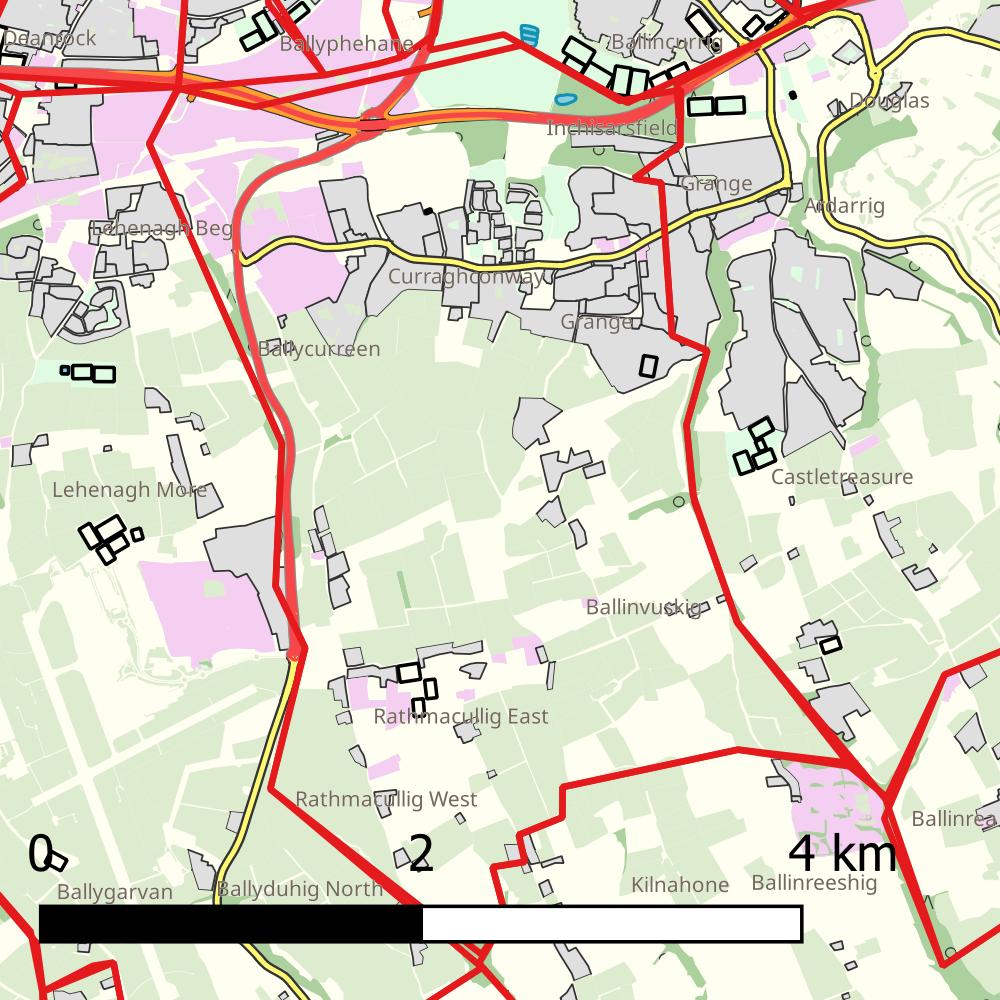 Deanrock
Ballyphehane
Ballincurrig
Douglas
Inchisarsfield
Grange
Ardarrig
Lehenagh Beg
Curraghconway
Grange
Ballycurreen
Castletreasure
Lehenagh More
Ballinvuskig
Rathmacullig East
Rathmacullig West
Ballinrea
0 2 4 km
Ballygarvan
Ballyduhig North
Kilnahone
Ballinreeshig